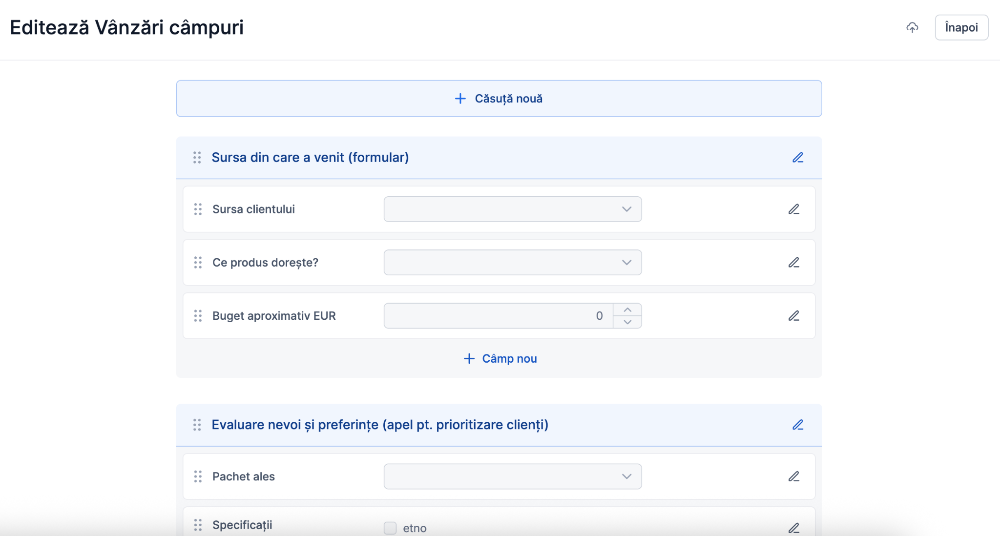 Editează Vânzări câmpuri
Înapoi
Căsuță nouă
Sursa din care a venit (formular)
Sursa clientului
Ce produs dorește?
Buget aproximativ EUR
0
Câmp nou
Evaluare nevoi și preferințe (apel pt. prioritizare clienți)
Pachet ales
Specificații
etno